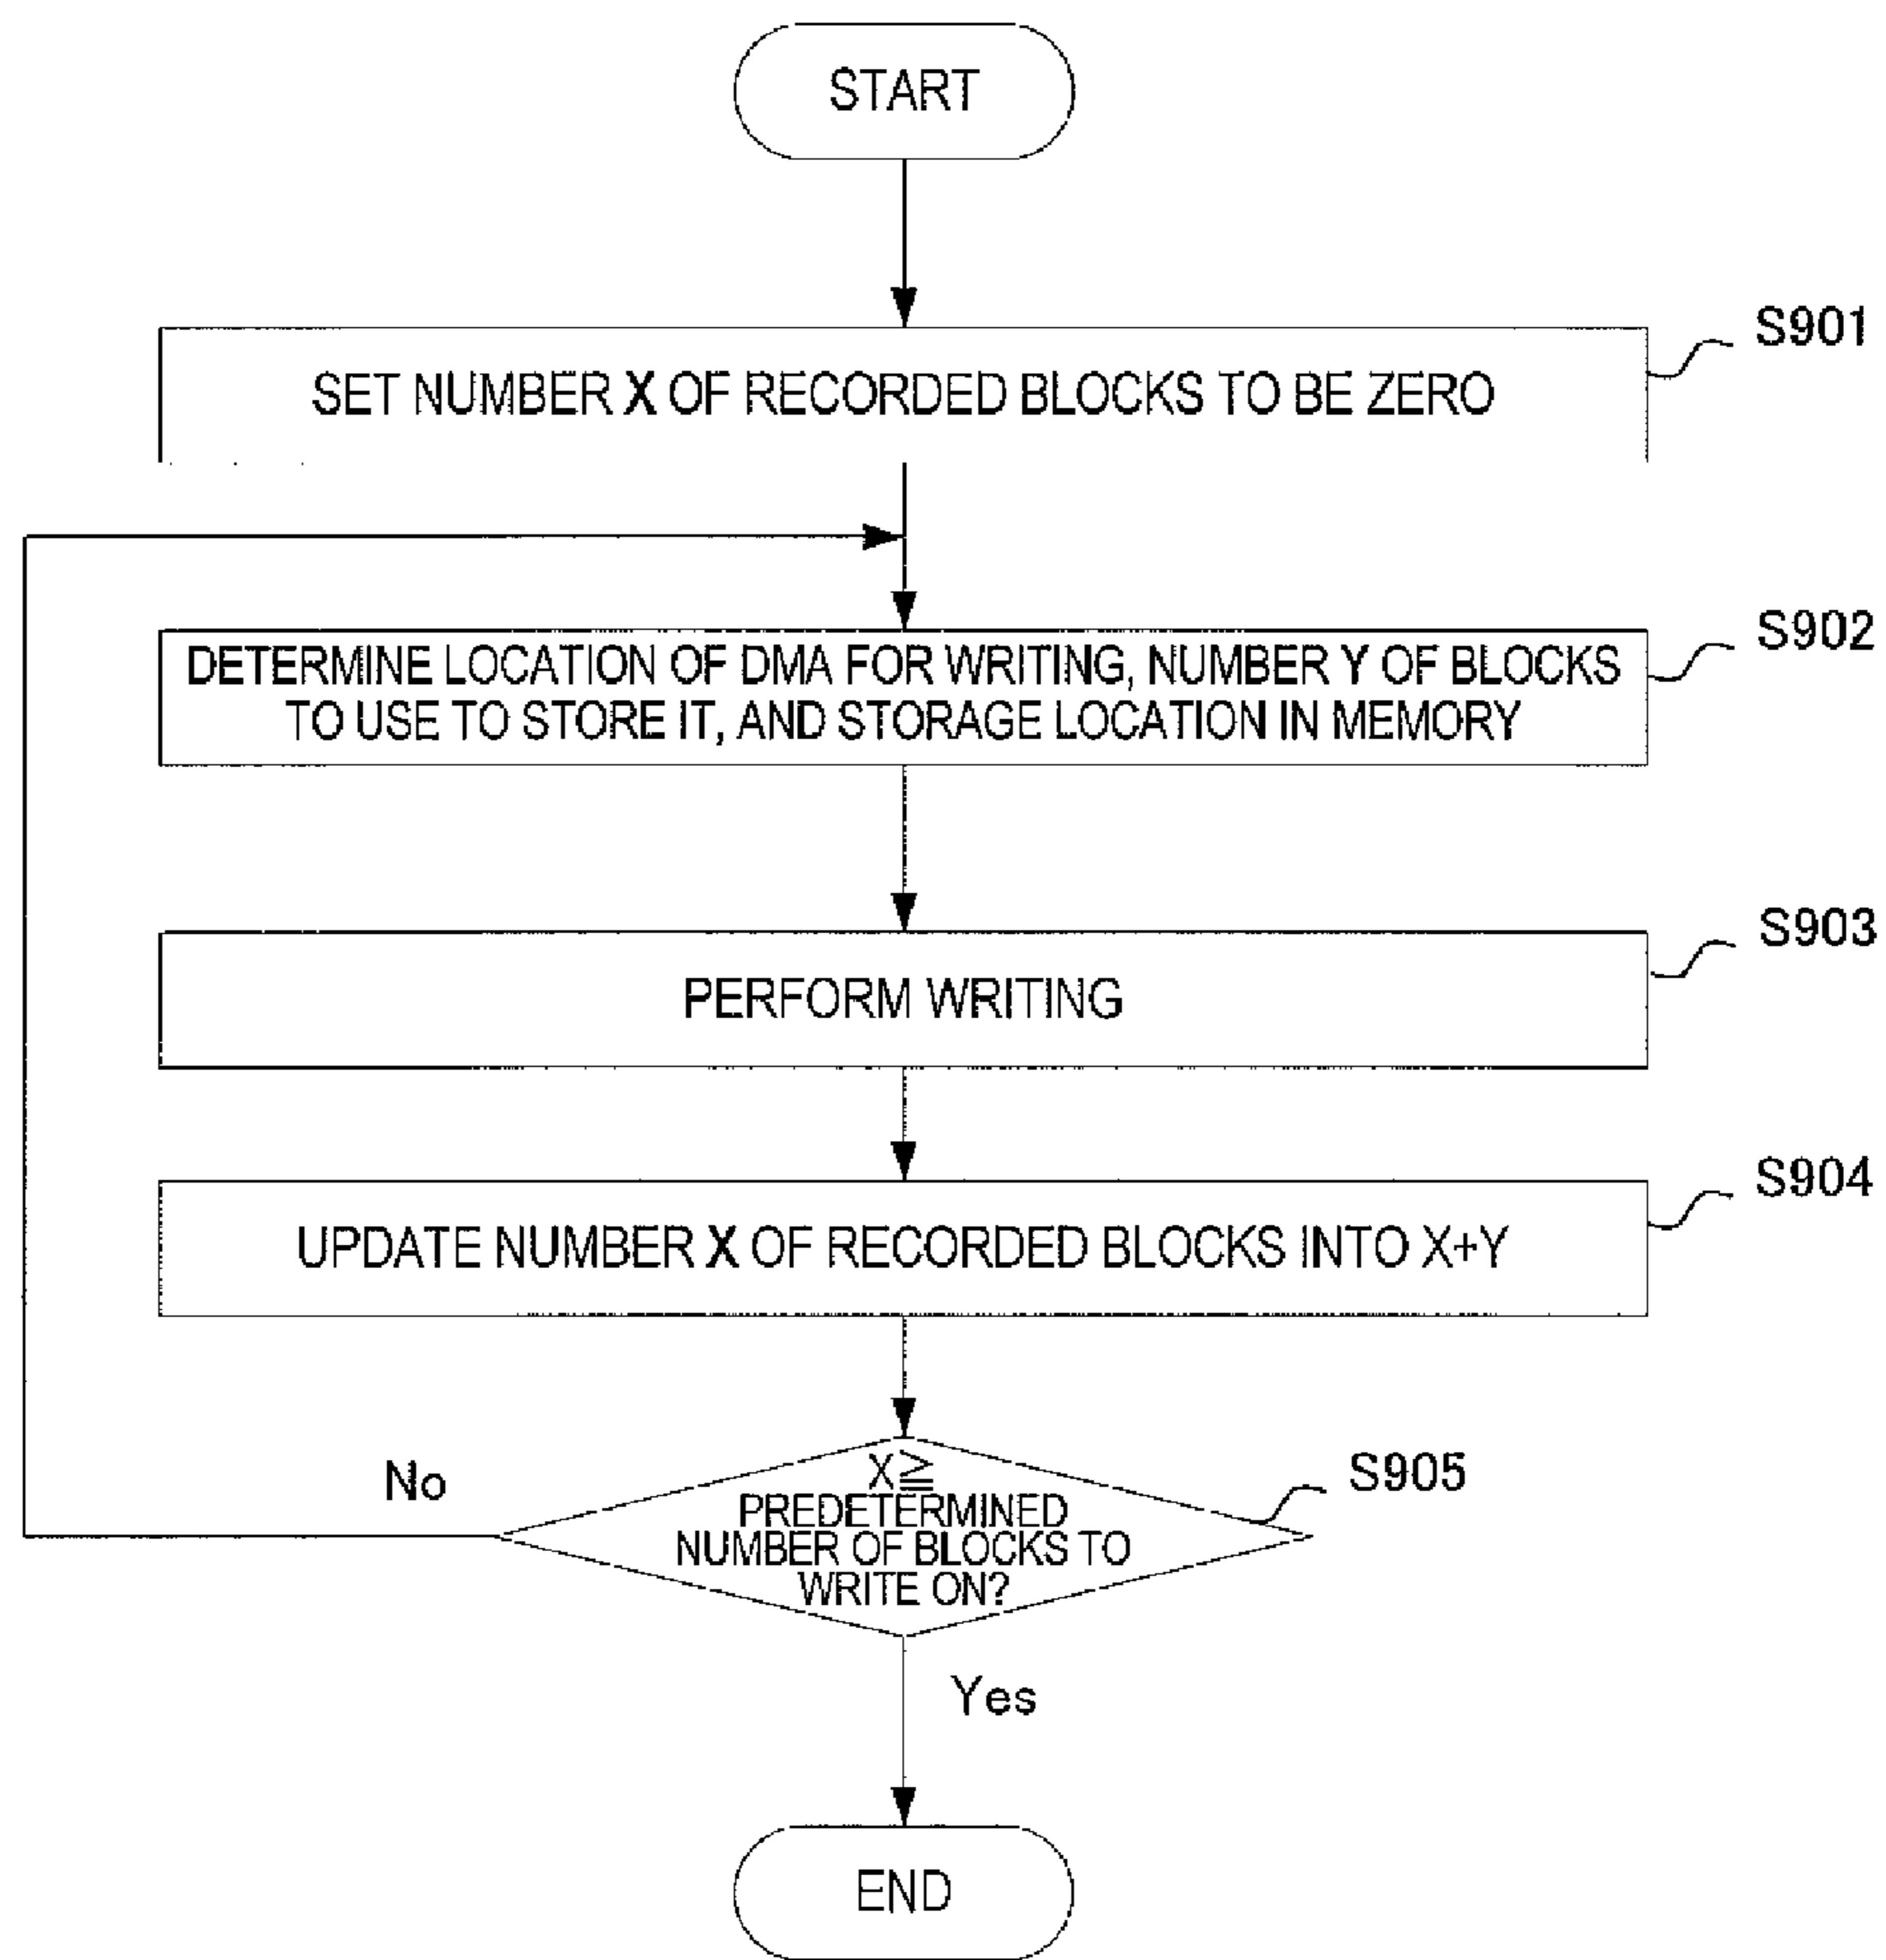 START
S901
SET NUMBER X OF RECORDED BLOCKS TO BE ZERO
S902
DETERMINE LOCATION OF DMA FOR WRITING, NUMBER Y OF BLOCKS
TO USE TO STORE IT, AND STORAGE LOCATION IN MEMORY
S903
PERFORM WRITING
S904
UPDATE NUMBER X OF RECORDED BLOCKS INTO X+Y
No
S905
X≧
PREDETERMINED
NUMBER OF BLOCKS TO
WRITE ON?
Yes
END